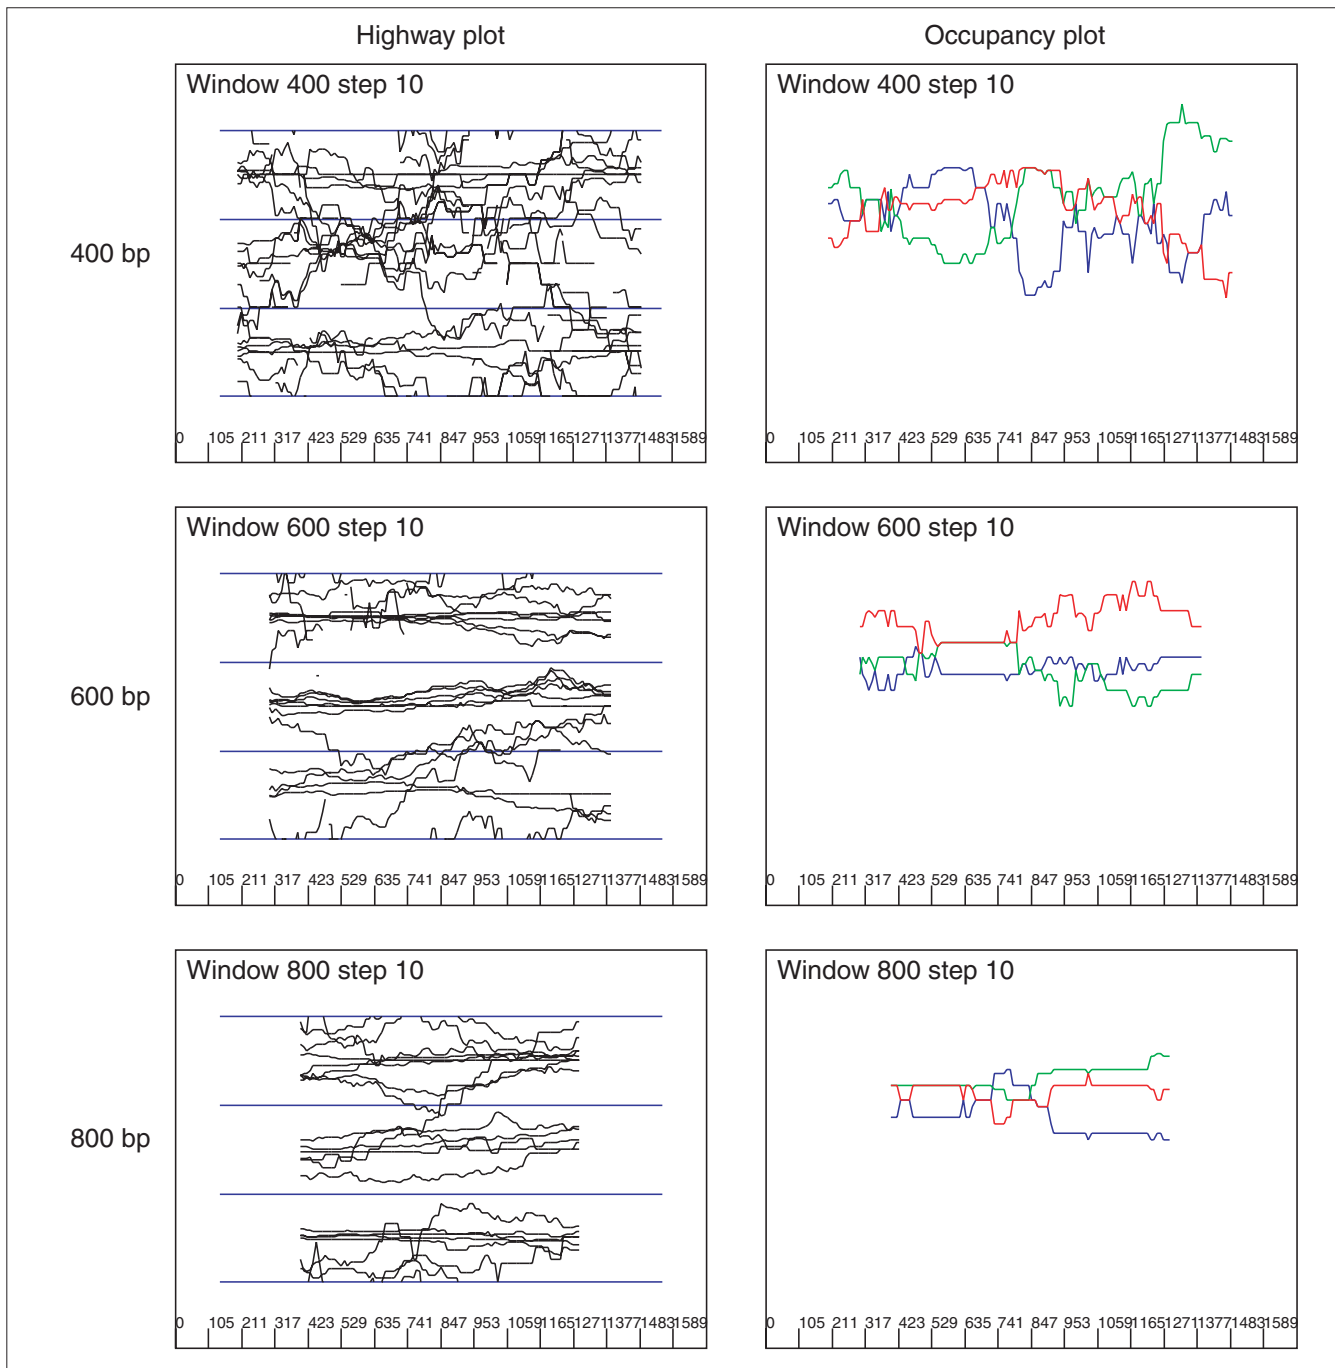 Highway plot
Occupancy plot
400 bp
Window 400 step 10
0 105 211 317 423 529 635 741 847 953 1059 1165 1271 1377 1483 1589
Window 400 step 10
0 105 211 317 423 529 635 741 847 953 1059 1165 1271 1377 1483 1589
600 bp
Window 600 step 10
0 105 211 317 423 529 635 741 847 953 1059 1165 1271 1377 1483 1589
Window 600 step 10
0 105 211 317 423 529 635 741 847 953 1059 1165 1271 1377 1483 1589
800 bp
Window 800 step 10
0 105 211 317 423 529 635 741 847 953 1059 1165 1271 1377 1483 1589
Window 800 step 10
0 105 211 317 423 529 635 741 847 953 1059 1165 1271 1377 1483 1589